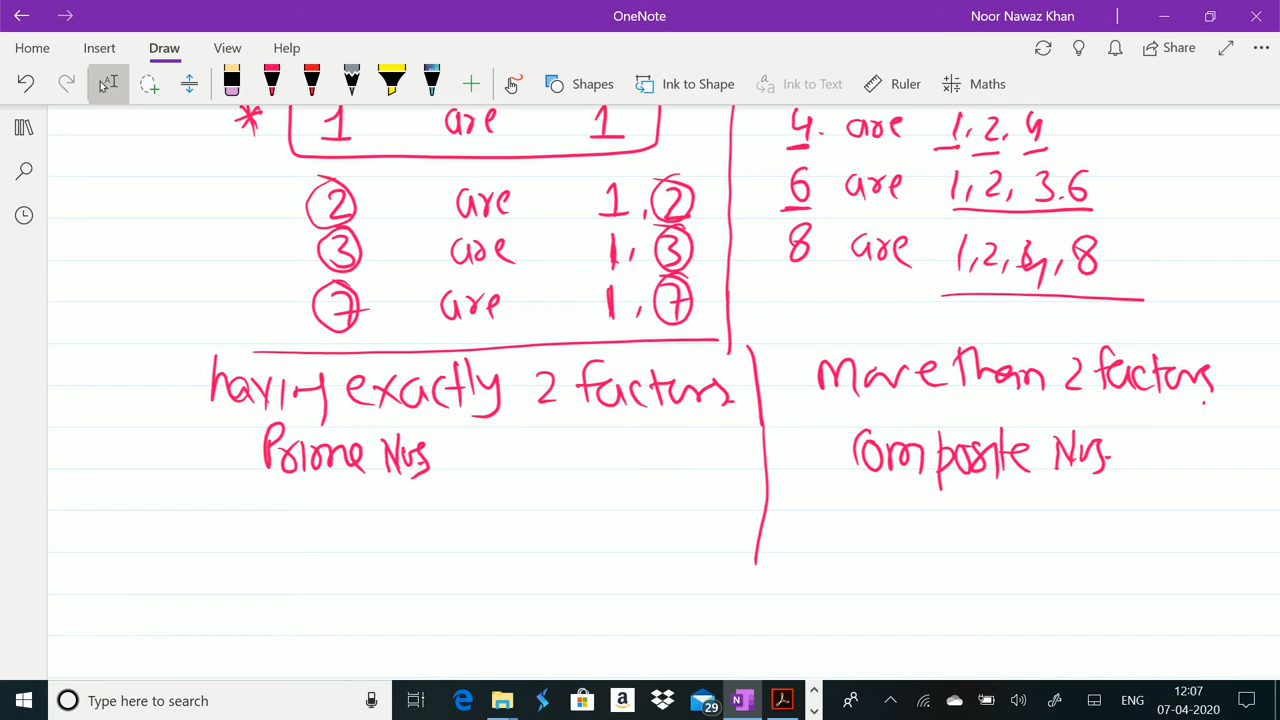 OneNote
Noor Nawaz Khan
Home Insert Draw View Help
Share
Shapes
Ink to Shape
Ink to Text
Ruler
Maths
* 1 are 1
2 are 1, 2
3 are 1, 3
7 are 1, 7
having exactly 2 factors
Prime Nos
4. are 1, 2, 4
6 are 1, 2, 3.6
8 are 1, 2, 4, 8
More than 2 factors
Composite Nos.
Type here to search
29
ENG
12:07
07-04-2020